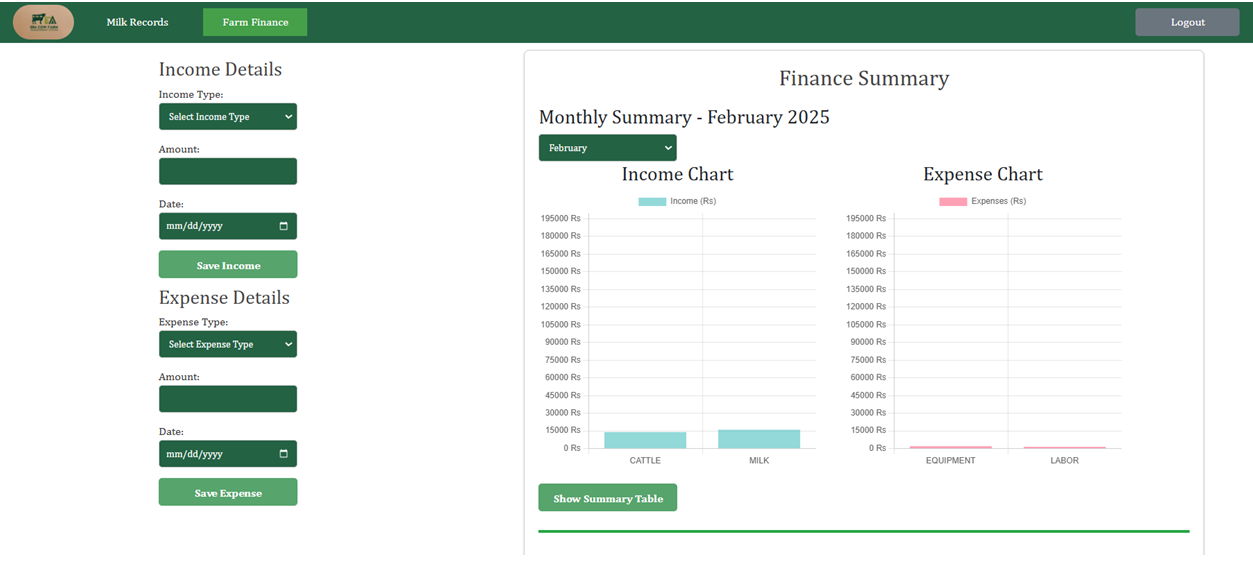 Milk Records
Farm Finance
Logout
Income Details
Income Type:
Select Income Type
Amount:
Date:
mm/dd/yyyy
Save Income
Expense Details
Expense Type:
Select Expense Type
Amount:
Date:
mm/dd/yyyy
Save Expense
Finance Summary
Monthly Summary - February 2025
February
Income Chart
Income (Rs)
195000 Rs
180000 Rs
165000 Rs
150000 Rs
135000 Rs
120000 Rs
105000 Rs
90000 Rs
75000 Rs
60000 Rs
45000 Rs
30000 Rs
15000 Rs
0 Rs
CATTLE MILK
Expense Chart
Expenses (Rs)
195000 Rs
180000 Rs
165000 Rs
150000 Rs
135000 Rs
120000 Rs
105000 Rs
90000 Rs
75000 Rs
60000 Rs
45000 Rs
30000 Rs
15000 Rs
0 Rs
EQUIPMENT LABOR
Show Summary Table